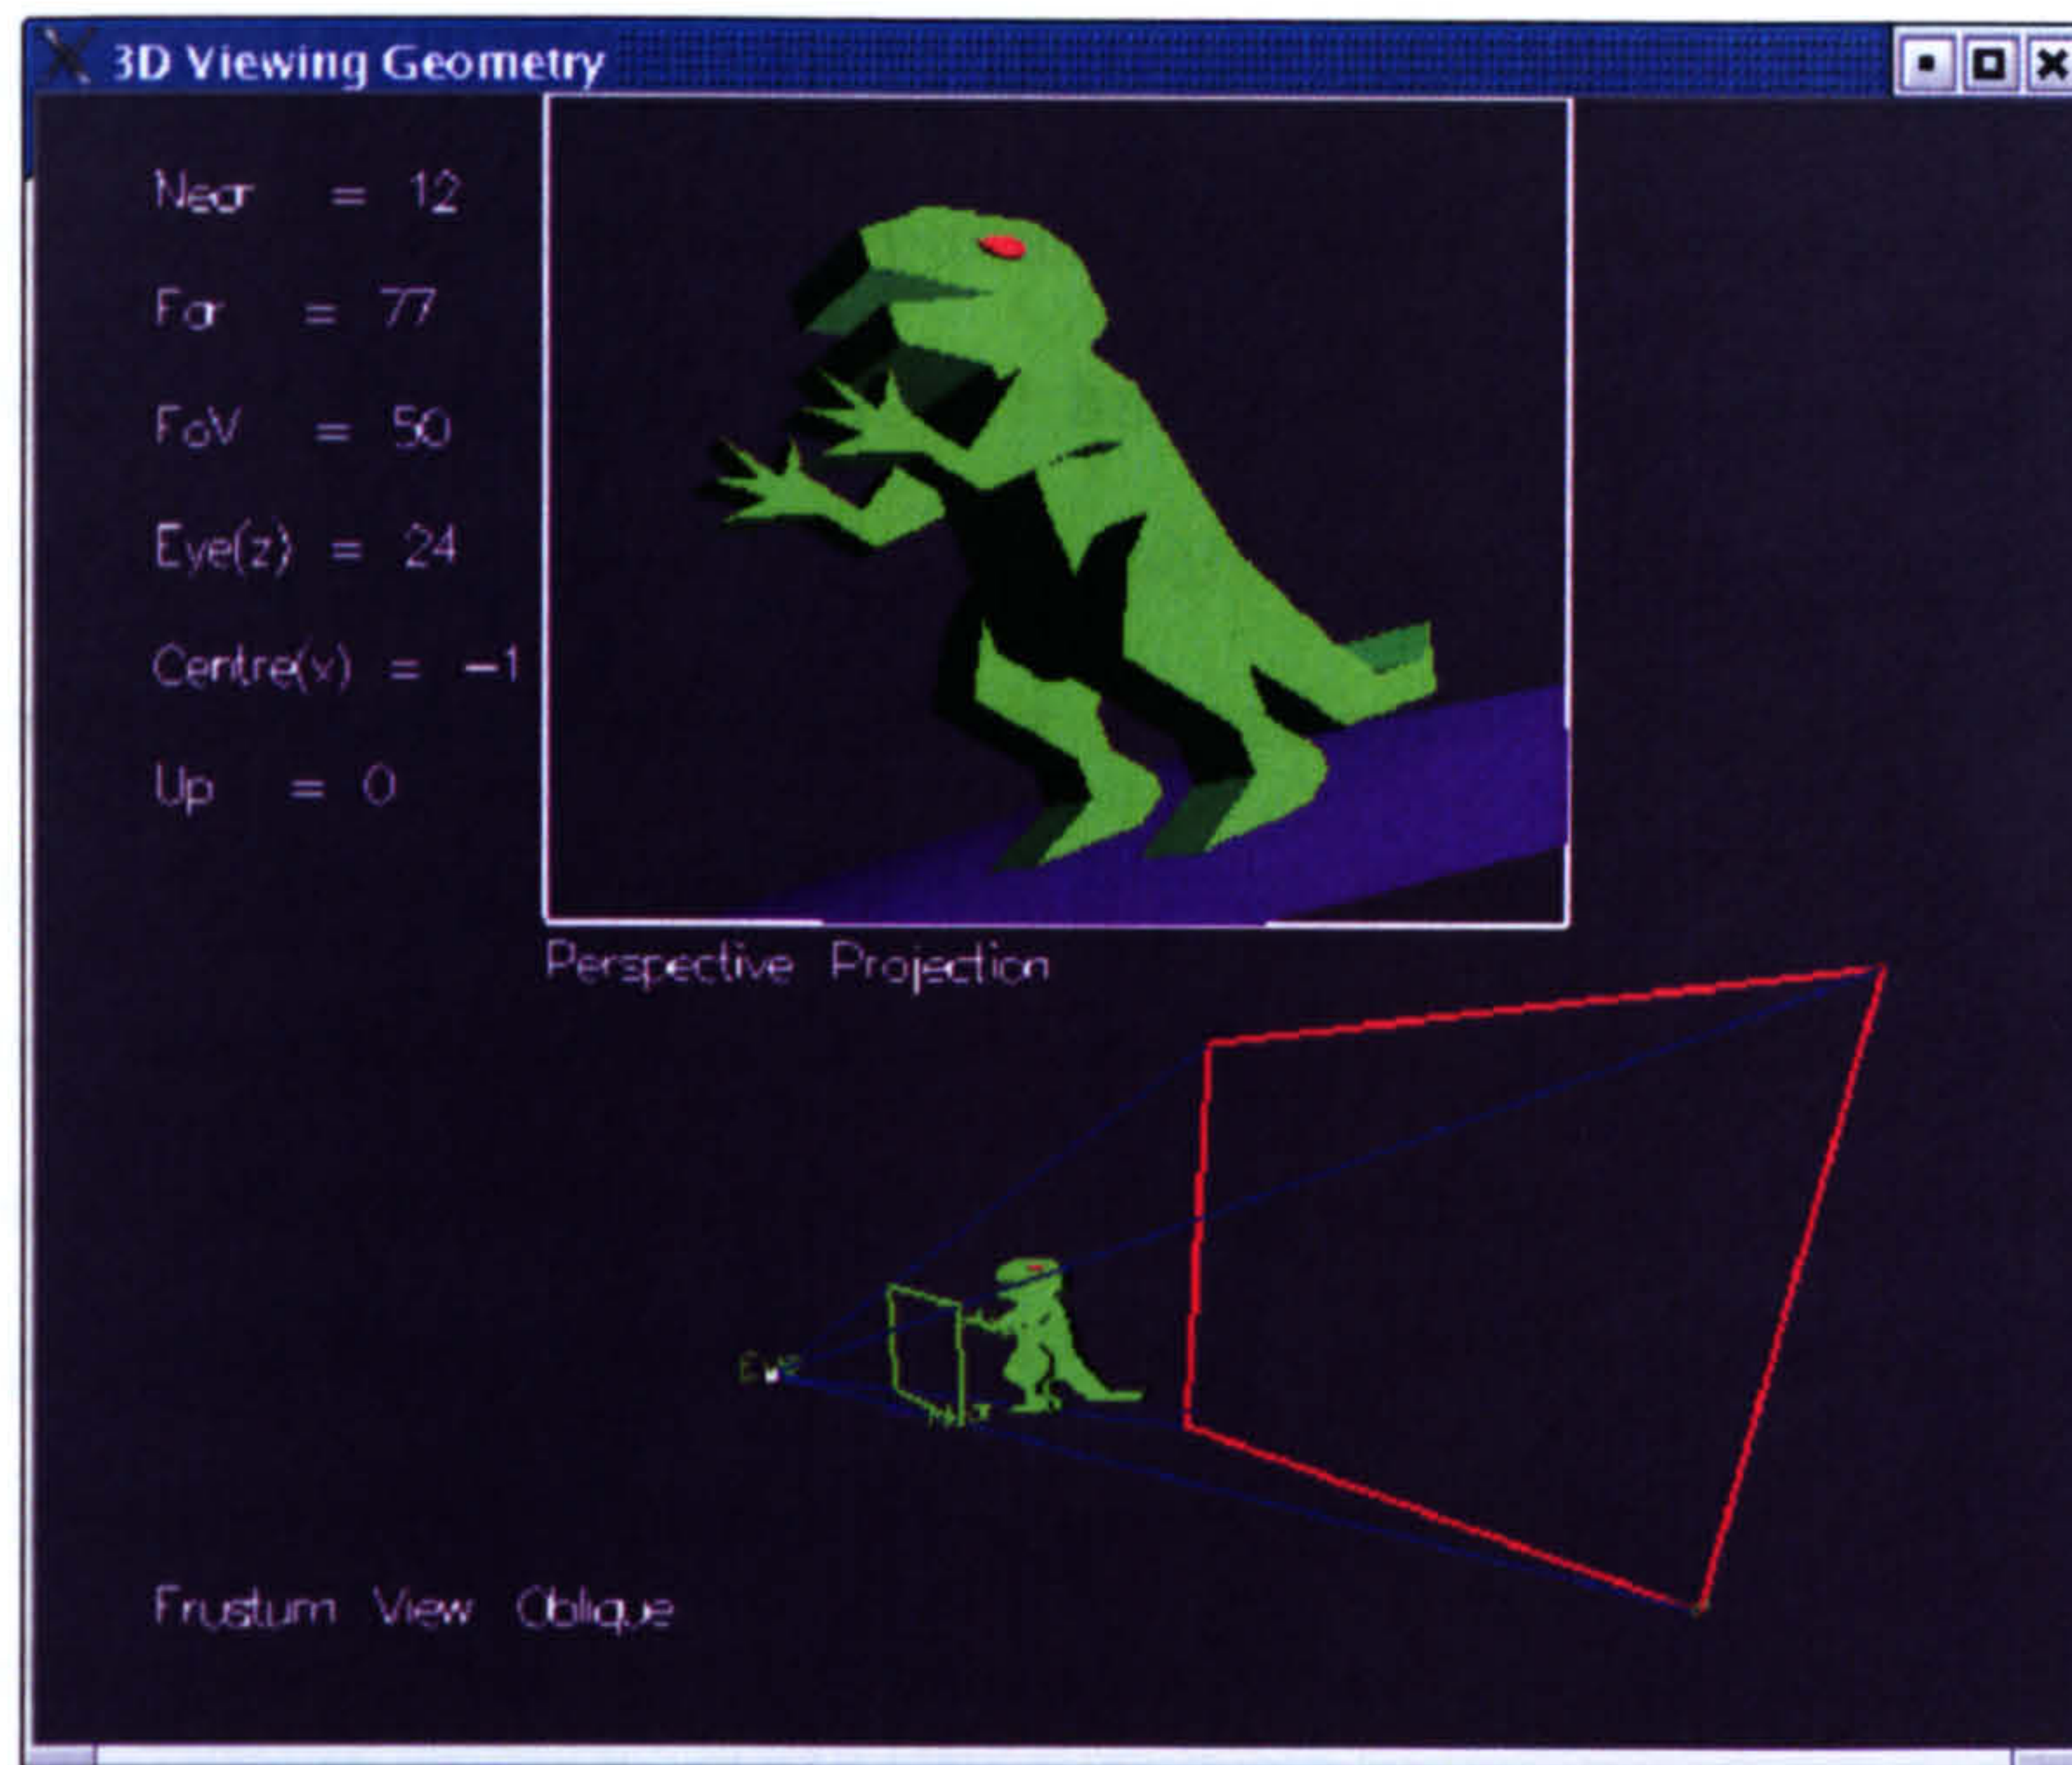 3D Viewing Geometry
Near = 12
Far = 77
FoV = 50
Eye(z) = 24
Centre(x) = -1
Up = 0
Perspective Projection
Eye
Near
Frustum View Oblique